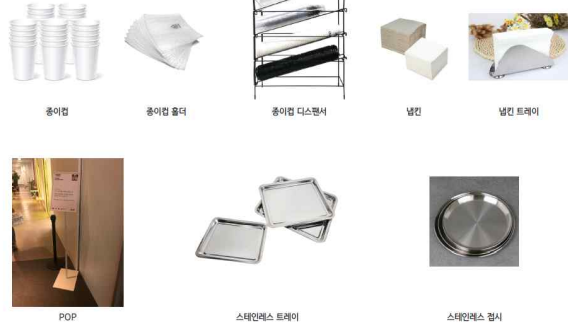 종이컵
종이컵 홀더
종이컵 디스팬서
냅킨
냅킨 트레이
POP
스테인레스 트레이
스테인레스 접시